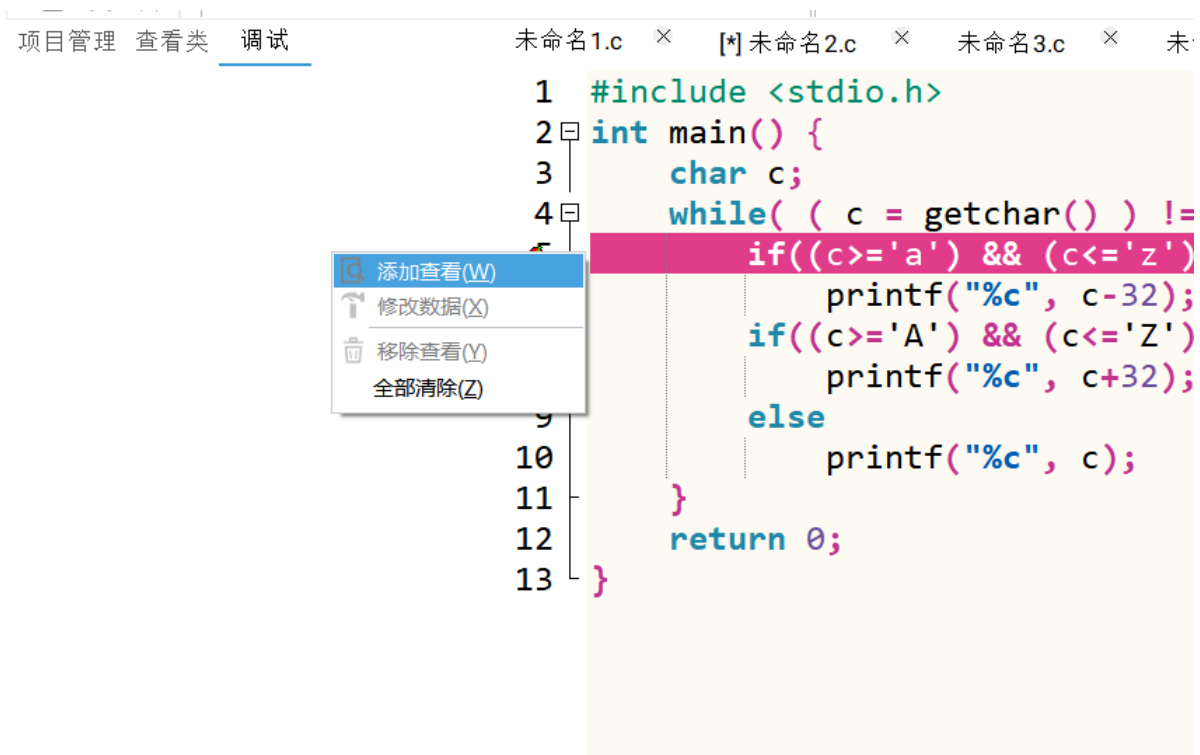 项目管理 查看类 调试
未命名1.c × [*] 未命名2.c × 未命名3.c ×
1 #include <stdio.h>
2 int main() {
3 char c;
4 while( ( c = getchar() ) !=
if((c>='a') && (c<='z')
printf("%c", c-32);
if((c>='A') && (c<='Z')
printf("%c", c+32);
9 else
10 printf("%c", c);
11 }
12 return 0;
13 }
添加查看(W)
修改数据(X)
移除查看(Y)
全部清除(Z)